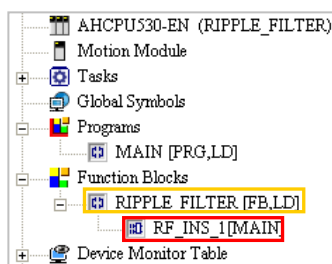 AHCPU530-EN (RIPPLE_FILTER)
Motion Module
Tasks
Global Symbols
Programs
MAIN [PRG,LD]
Function Blocks
RIPPLE_FILTER [FB,LD]
RF_INS_1[MAIN]
Device Monitor Table